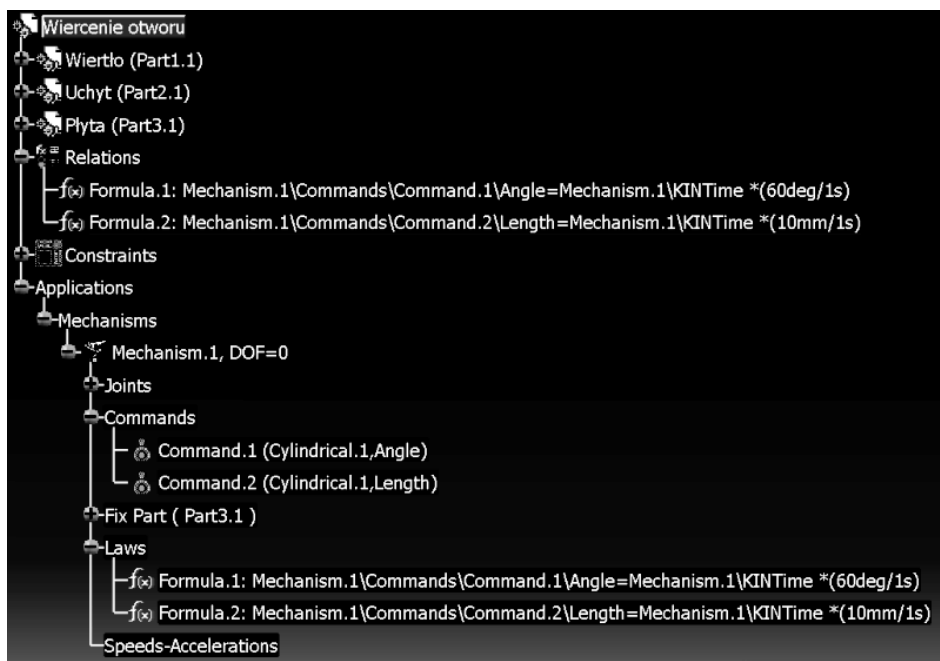 Wiercenie otworu
Wiertło (Part1.1)
Uchyt (Part2.1)
Płyta (Part3.1)
Relations
f(x) Formula.1: Mechanism.1\Commands\Command.1\Angle=Mechanism.1\KINTime *(60deg/1s)
f(x) Formula.2: Mechanism.1\Commands\Command.2\Length=Mechanism.1\KINTime *(10mm/1s)
Constraints
Applications
Mechanisms
Mechanism.1, DOF=0
Joints
Commands
Command.1 (Cylindrical.1,Angle)
Command.2 (Cylindrical.1,Length)
Fix Part ( Part3.1 )
Laws
f(x) Formula.1: Mechanism.1\Commands\Command.1\Angle=Mechanism.1\KINTime *(60deg/1s)
f(x) Formula.2: Mechanism.1\Commands\Command.2\Length=Mechanism.1\KINTime *(10mm/1s)
Speeds-Accelerations